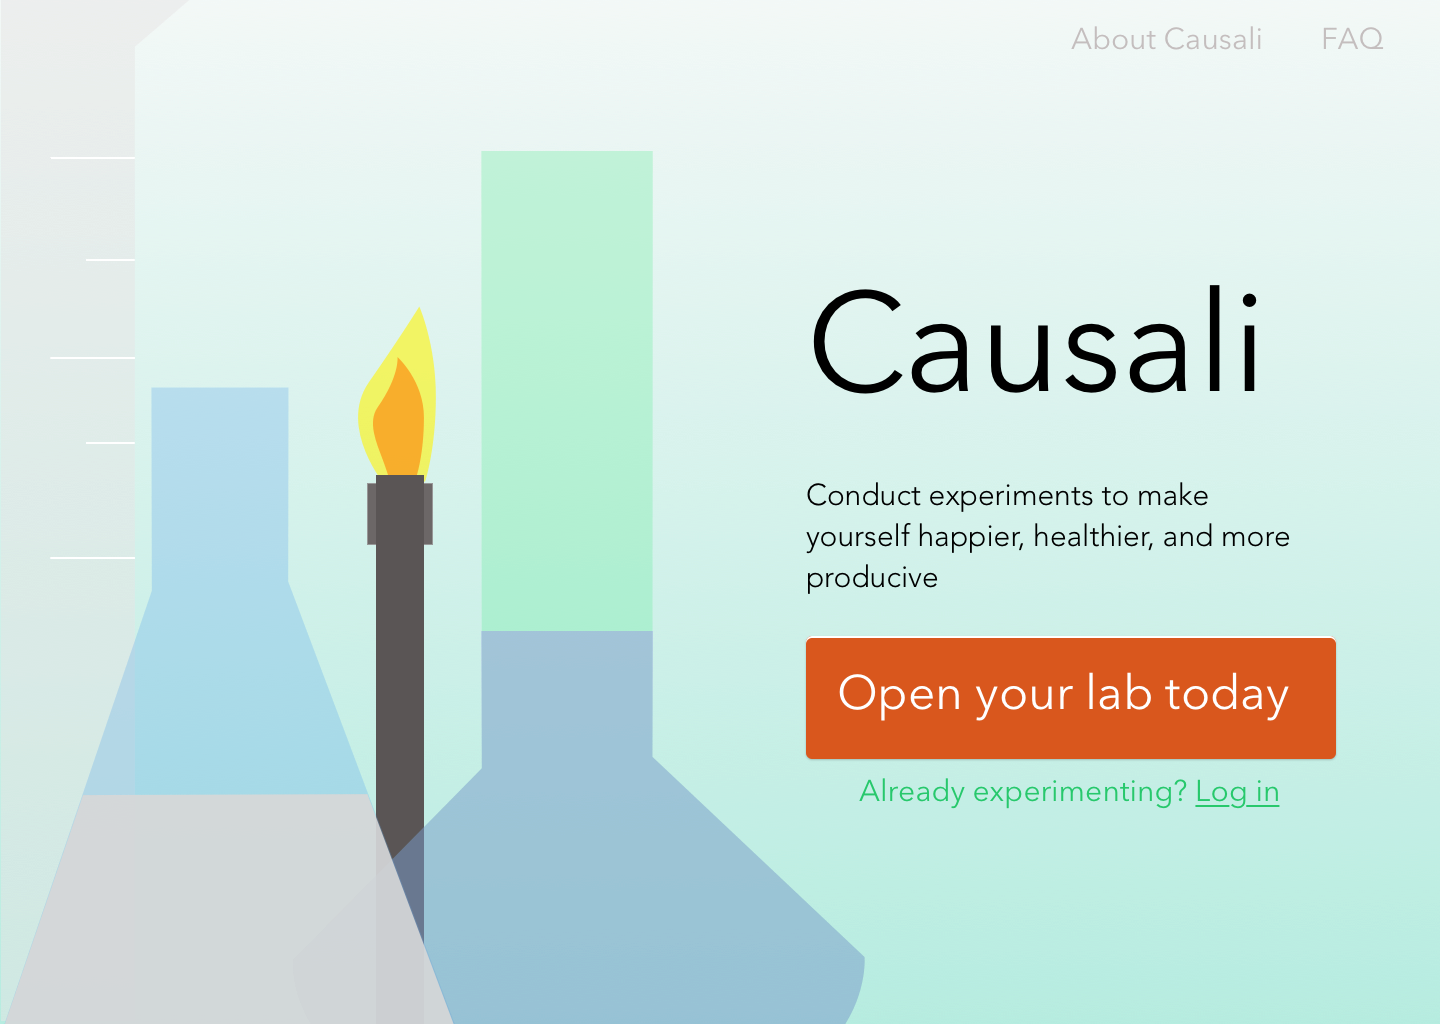 About Causali FAQ
Causali
Conduct experiments to make
yourself happier, healthier, and more
producive
Open your lab today
Already experimenting? Log in